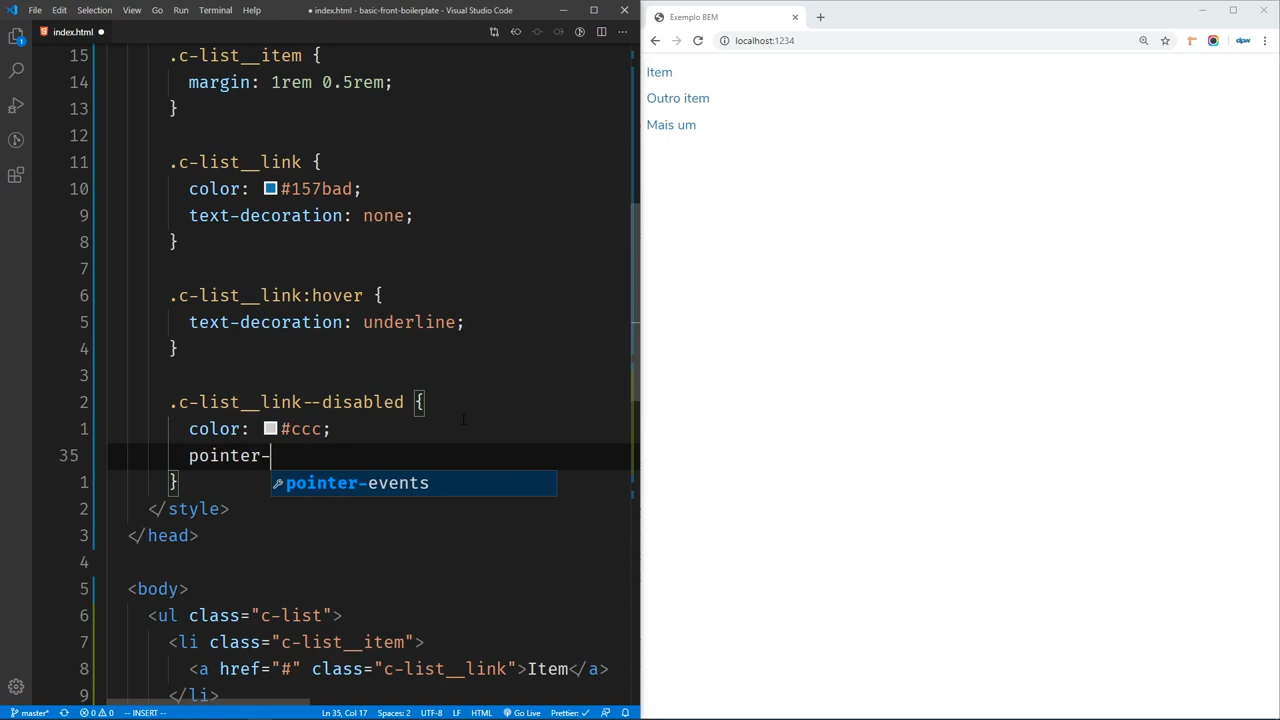 File Edit Selection View Go Run Terminal Help
● index.html - basic-front-boilerplate - Visual Studio Code
index.html ●
15 .c-list__item {
14 margin: 1rem 0.5rem;
13 }
12
11 .c-list__link {
10 color: #157bad;
9 text-decoration: none;
8 }
7
6 .c-list__link:hover {
5 text-decoration: underline;
4 }
3
2 .c-list__link--disabled {
1 color: #ccc;
35 pointer-
pointer-events
1 }
2 </style>
3 </head>
4
5 <body>
6 <ul class="c-list">
7 <li class="c-list__item">
8 <a href="#" class="c-list__link">Item</a>
9 </li>
1
master* 0 0 -- INSERT -- Ln 35, Col 17 Spaces: 2 UTF-8 LF HTML Go Live Prettier: ✓
Exemplo BEM
localhost:1234
dpw
Item
Outro item
Mais um